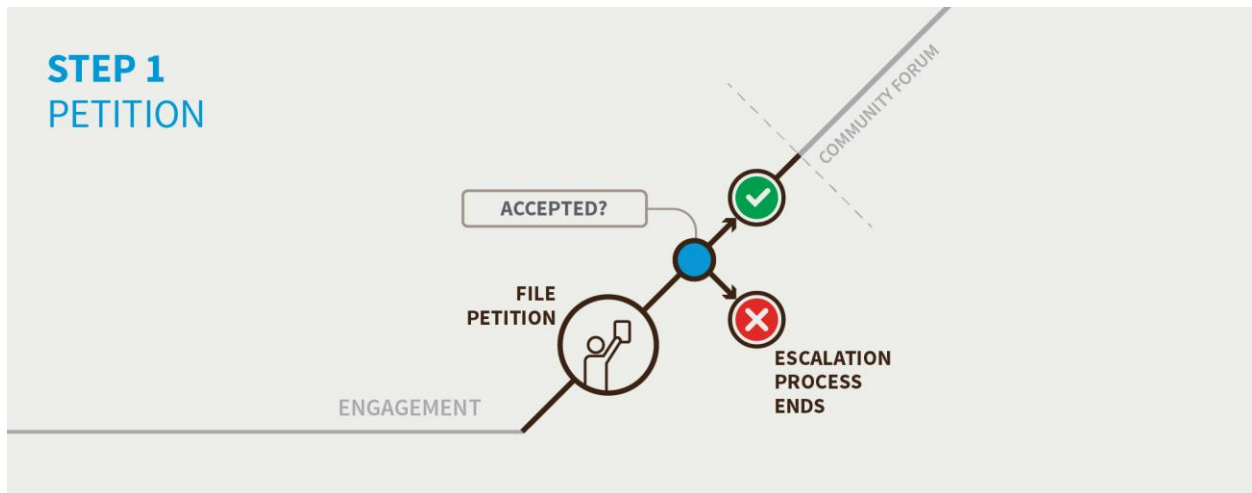 STEP 1
PETITION
COMMUNITY FORUM
ACCEPTED?
FILE
PETITION
ESCALATION
PROCESS
ENDS
ENGAGEMENT